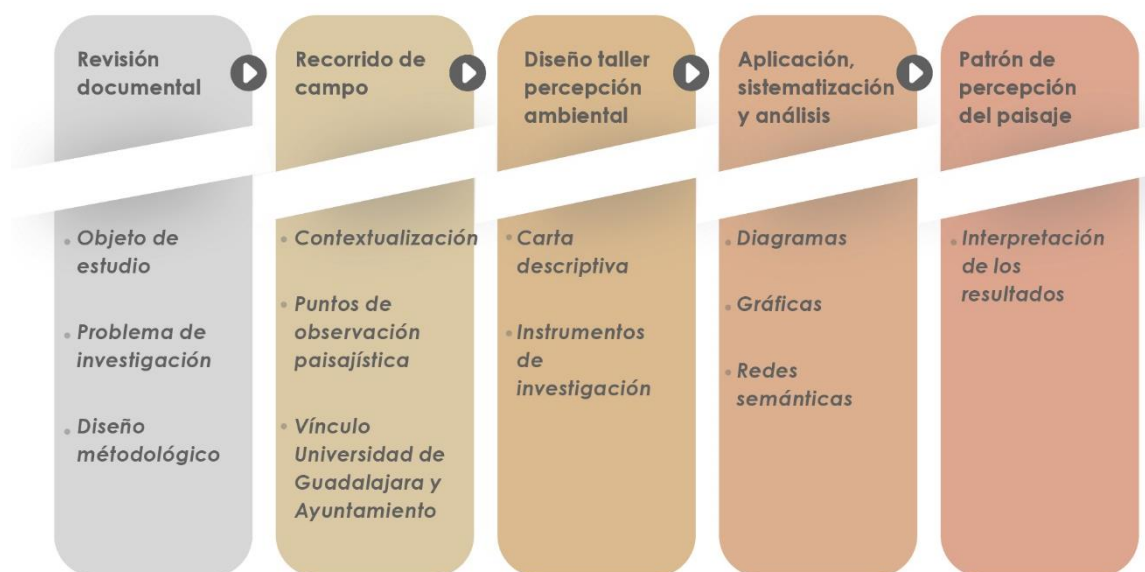 Revisión
documental
Recorrido de
campo
Diseño taller
percepción
ambiental
Aplicación,
sistematización
y análisis
Patrón de
percepción
del paisaje
Objeto de
estudio
Problema de
investigación
Diseño
métodológico
Contextualización
Puntos de
observación
paisajística
Vínculo
Universidad de
Guadalajara y
Ayuntamiento
Carta
descriptiva
Instrumentos
de
investigación
Diagramas
Gráficas
Redes
semánticas
Interpretación
de los
resultados